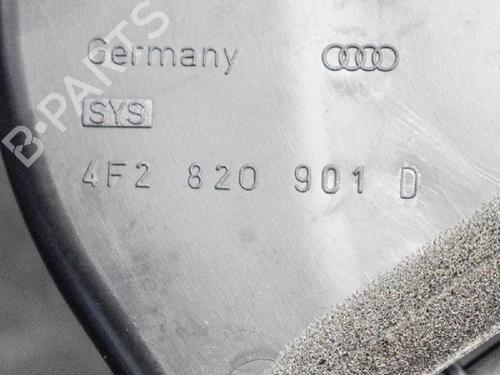 Germany
SYS
4F2 820 901 D
B-PARTS